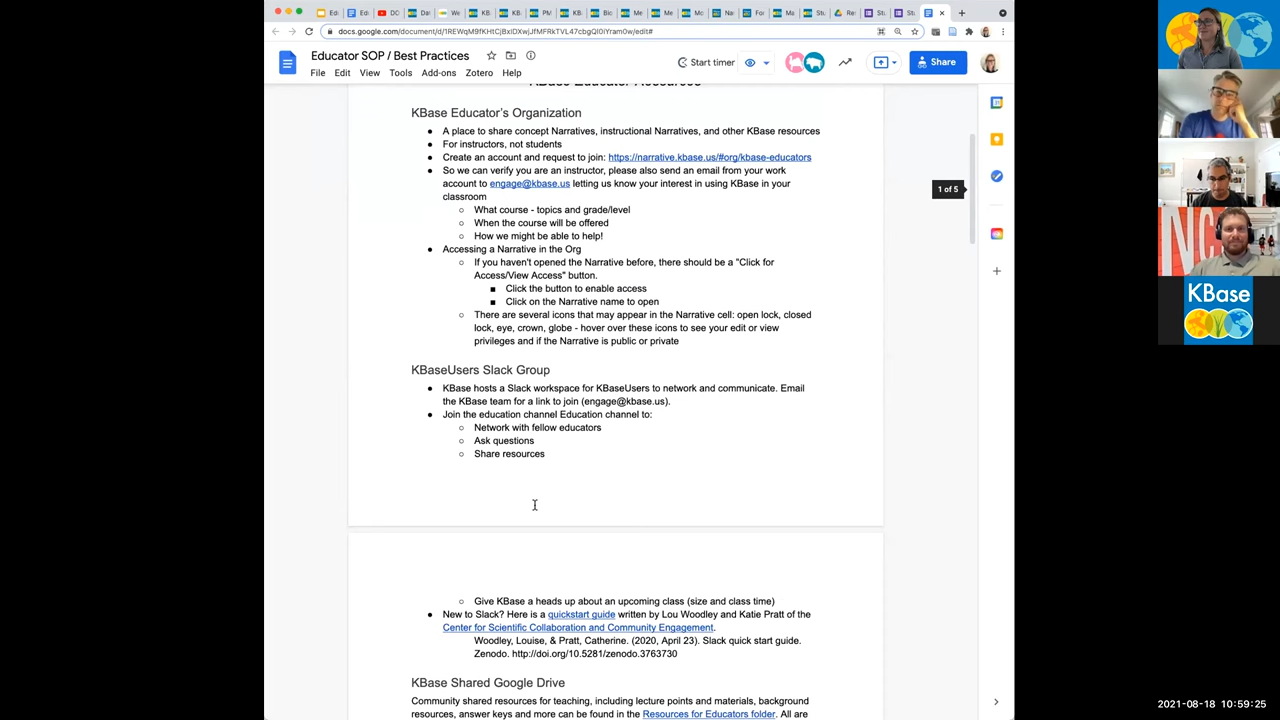 docs.google.com/document/d/1REWqM9fKHtCjBxiDXwjJfMFRkTVL47cbgQI0iYram0w/edit#
Educator SOP / Best Practices
File Edit View Tools Add-ons Zotero Help
Start timer
Share
KBase Educator Resources
KBase Educator's Organization
● A place to share concept Narratives, instructional Narratives, and other KBase resources
● For instructors, not students
● Create an account and request to join: https://narrative.kbase.us/#org/kbase-educators
● So we can verify you are an instructor, please also send an email from your work
account to engage@kbase.us letting us know your interest in using KBase in your
classroom
○ What course - topics and grade/level
○ When the course will be offered
○ How we might be able to help!
● Accessing a Narrative in the Org
○ If you haven't opened the Narrative before, there should be a "Click for
Access/View Access" button.
■ Click the button to enable access
■ Click on the Narrative name to open
○ There are several icons that may appear in the Narrative cell: open lock, closed
lock, eye, crown, globe - hover over these icons to see your edit or view
privileges and if the Narrative is public or private
1 of 5
KBaseUsers Slack Group
● KBase hosts a Slack workspace for KBaseUsers to network and communicate. Email
the KBase team for a link to join (engage@kbase.us).
● Join the education channel Education channel to:
○ Network with fellow educators
○ Ask questions
○ Share resources
○ Give KBase a heads up about an upcoming class (size and class time)
● New to Slack? Here is a quickstart guide written by Lou Woodley and Katie Pratt of the
Center for Scientific Collaboration and Community Engagement.
Woodley, Louise, & Pratt, Catherine. (2020, April 23). Slack quick start guide.
Zenodo. http://doi.org/10.5281/zenodo.3763730
KBase Shared Google Drive
Community shared resources for teaching, including lecture points and materials, background
resources, answer keys and more can be found in the Resources for Educators folder. All are
KBase
2021-08-18 10:59:25